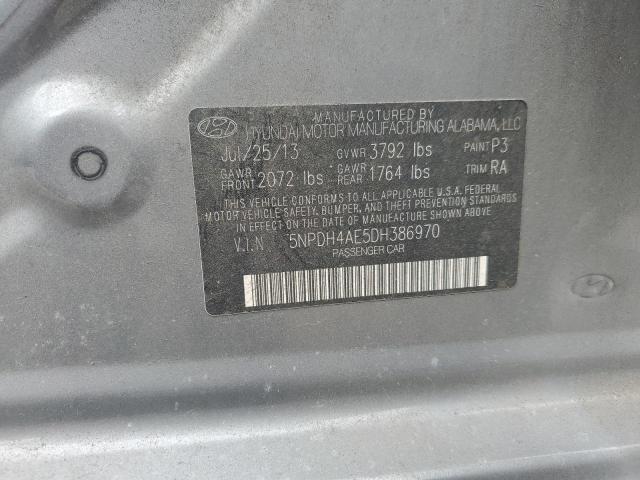 MANUFACTURED BY
HYUNDAI MOTOR MANUFACTURING ALABAMA, LLC
Jul/25/13 GVWR 3792 lbs PAINT P3
GAWR FRONT 2072 lbs GAWR REAR 1764 lbs TRIM RA
THIS VEHICLE CONFORMS TO ALL APPLICABLE U.S.A. FEDERAL
MOTOR VEHICLE SAFETY, BUMPER, AND THEFT PREVENTION STANDARDS
IN EFFECT ON THE DATE OF MANUFACTURE SHOWN ABOVE.
V.I.N 5NPDH4AE5DH386970
PASSENGER CAR